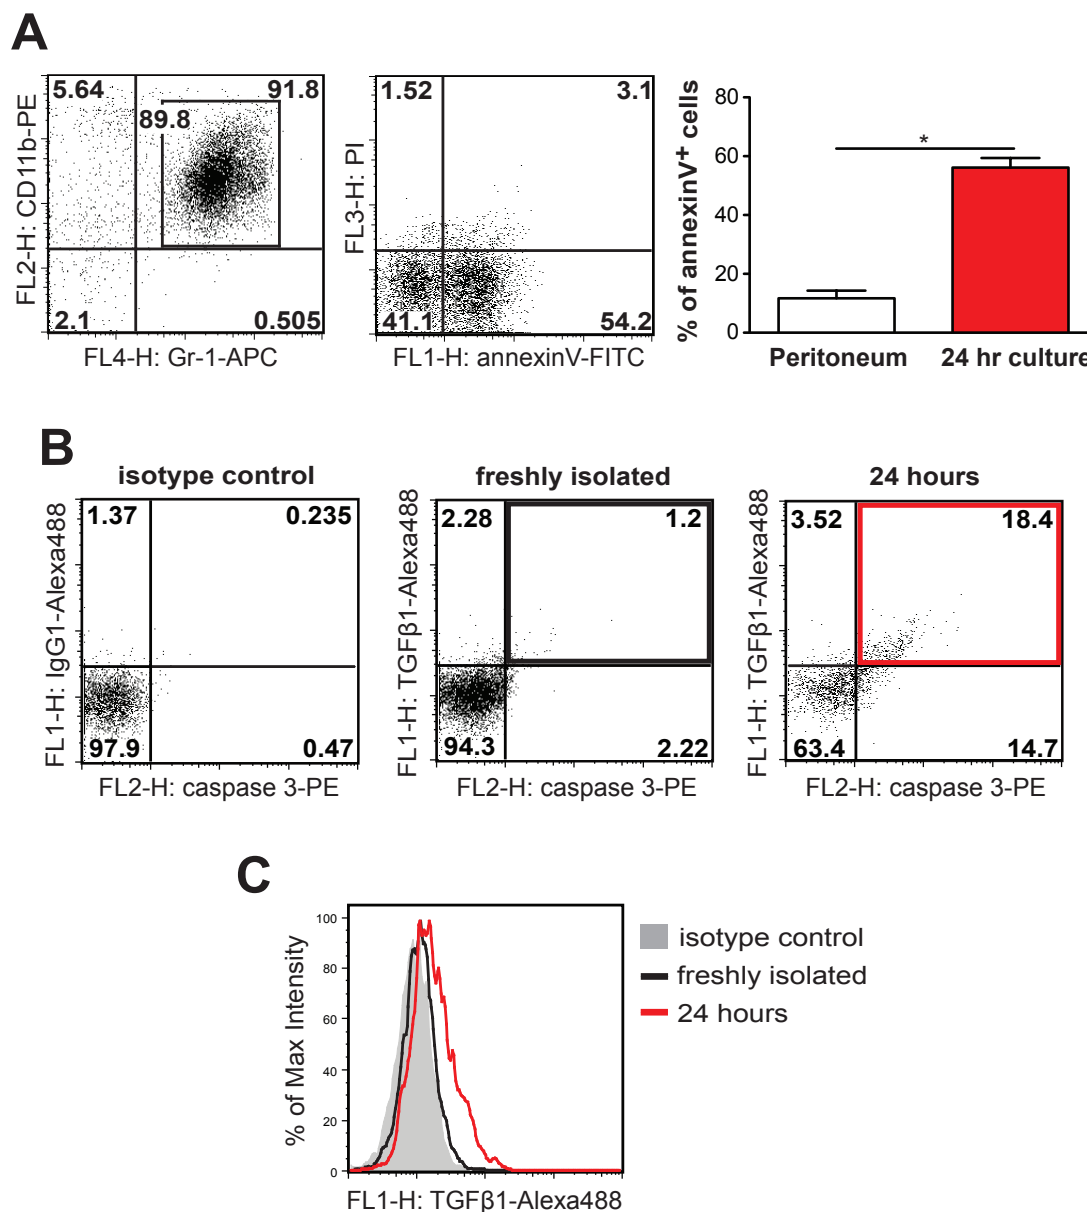 A
5.64
91.8
89.8
2.1
0.505
FL2-H: CD11b-PE
FL4-H: Gr-1-APC
1.52
3.1
41.1
54.2
FL3-H: PI
FL1-H: annexinV-FITC
% of annexinV+ cells
80
60
40
20
0
*
Peritoneum
24 hr culture
B
isotype control
1.37
0.235
97.9
0.47
FL1-H: IgG1-Alexa488
FL2-H: caspase 3-PE
freshly isolated
2.28
1.2
94.3
2.22
FL1-H: TGFβ1-Alexa488
FL2-H: caspase 3-PE
24 hours
3.52
18.4
63.4
14.7
FL1-H: TGFβ1-Alexa488
FL2-H: caspase 3-PE
C
% of Max Intensity
100
80
60
40
20
0
FL1-H: TGFβ1-Alexa488
isotype control
freshly isolated
24 hours